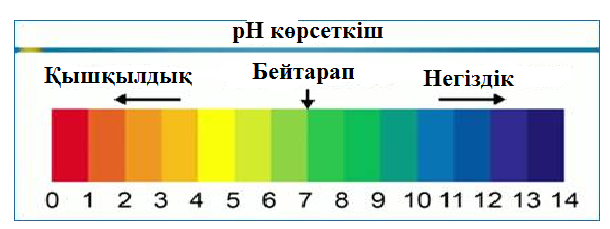 рН көрсеткіш
Қышқылдық Бейтарап Негіздік
0 1 2 3 4 5 6 7 8 9 10 11 12 13 14